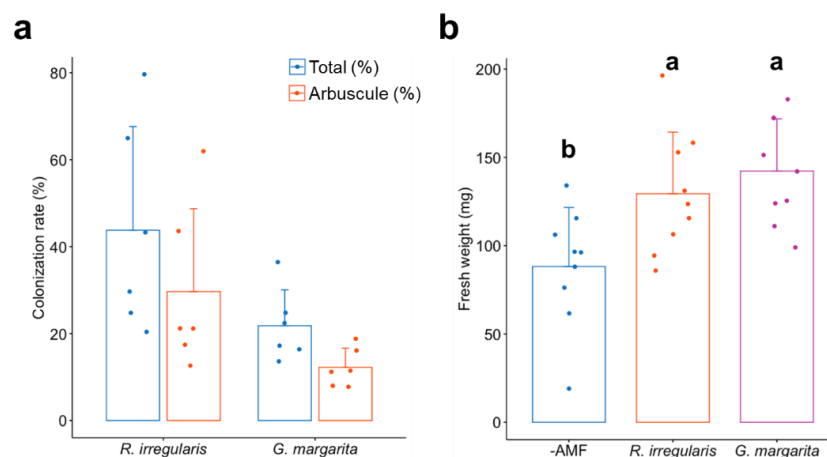 a
Total (%)
Arbuscule (%)
Colonization rate (%)
80
60
40
20
0
R. irregularis
G. margarita
b
Fresh weight (mg)
200
150
100
50
0
b
a
a
-AMF
R. irregularis
G. margarita